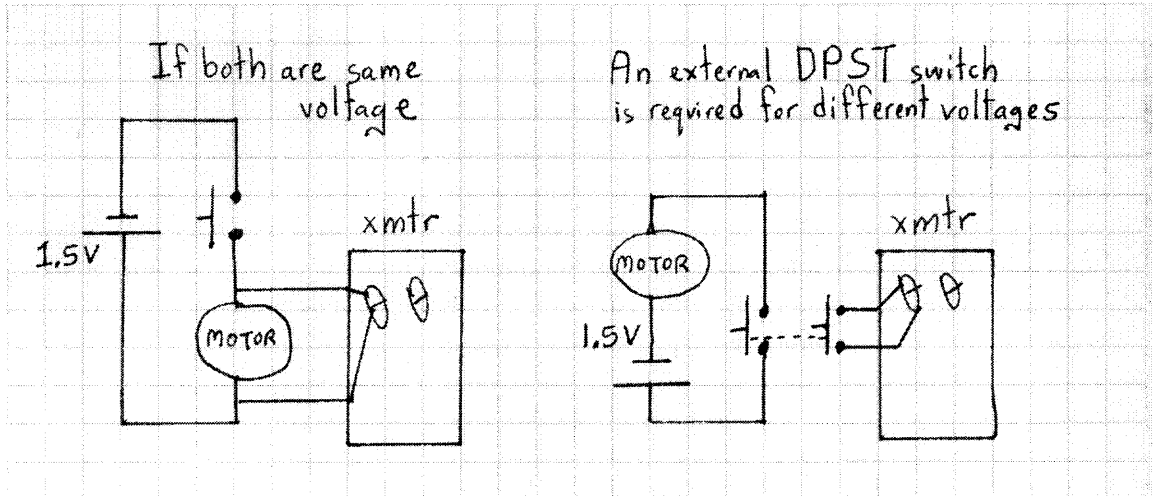 If both are same
voltage
An external DPST switch
is required for different voltages
1.5V
xmtr
MOTOR
MOTOR
1.5V
xmtr